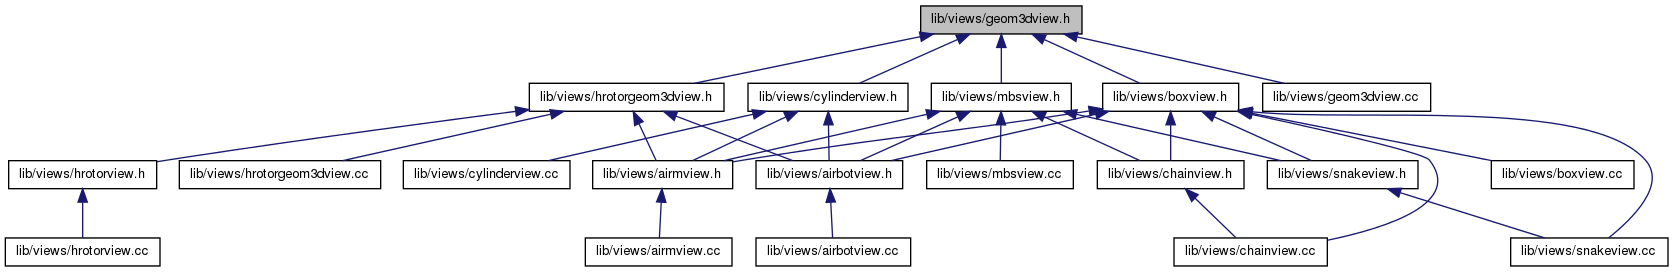 lib/views/geom3dview.h
lib/views/hrotorgeom3dview.h
lib/views/cylinderview.h
lib/views/mbsview.h
lib/views/boxview.h
lib/views/geom3dview.cc
lib/views/hrotorview.h
lib/views/hrotorgeom3dview.cc
lib/views/cylinderview.cc
lib/views/airmview.h
lib/views/airbotview.h
lib/views/mbsview.cc
lib/views/chainview.h
lib/views/snakeview.h
lib/views/boxview.cc
lib/views/hrotorview.cc
lib/views/airmview.cc
lib/views/airbotview.cc
lib/views/chainview.cc
lib/views/snakeview.cc